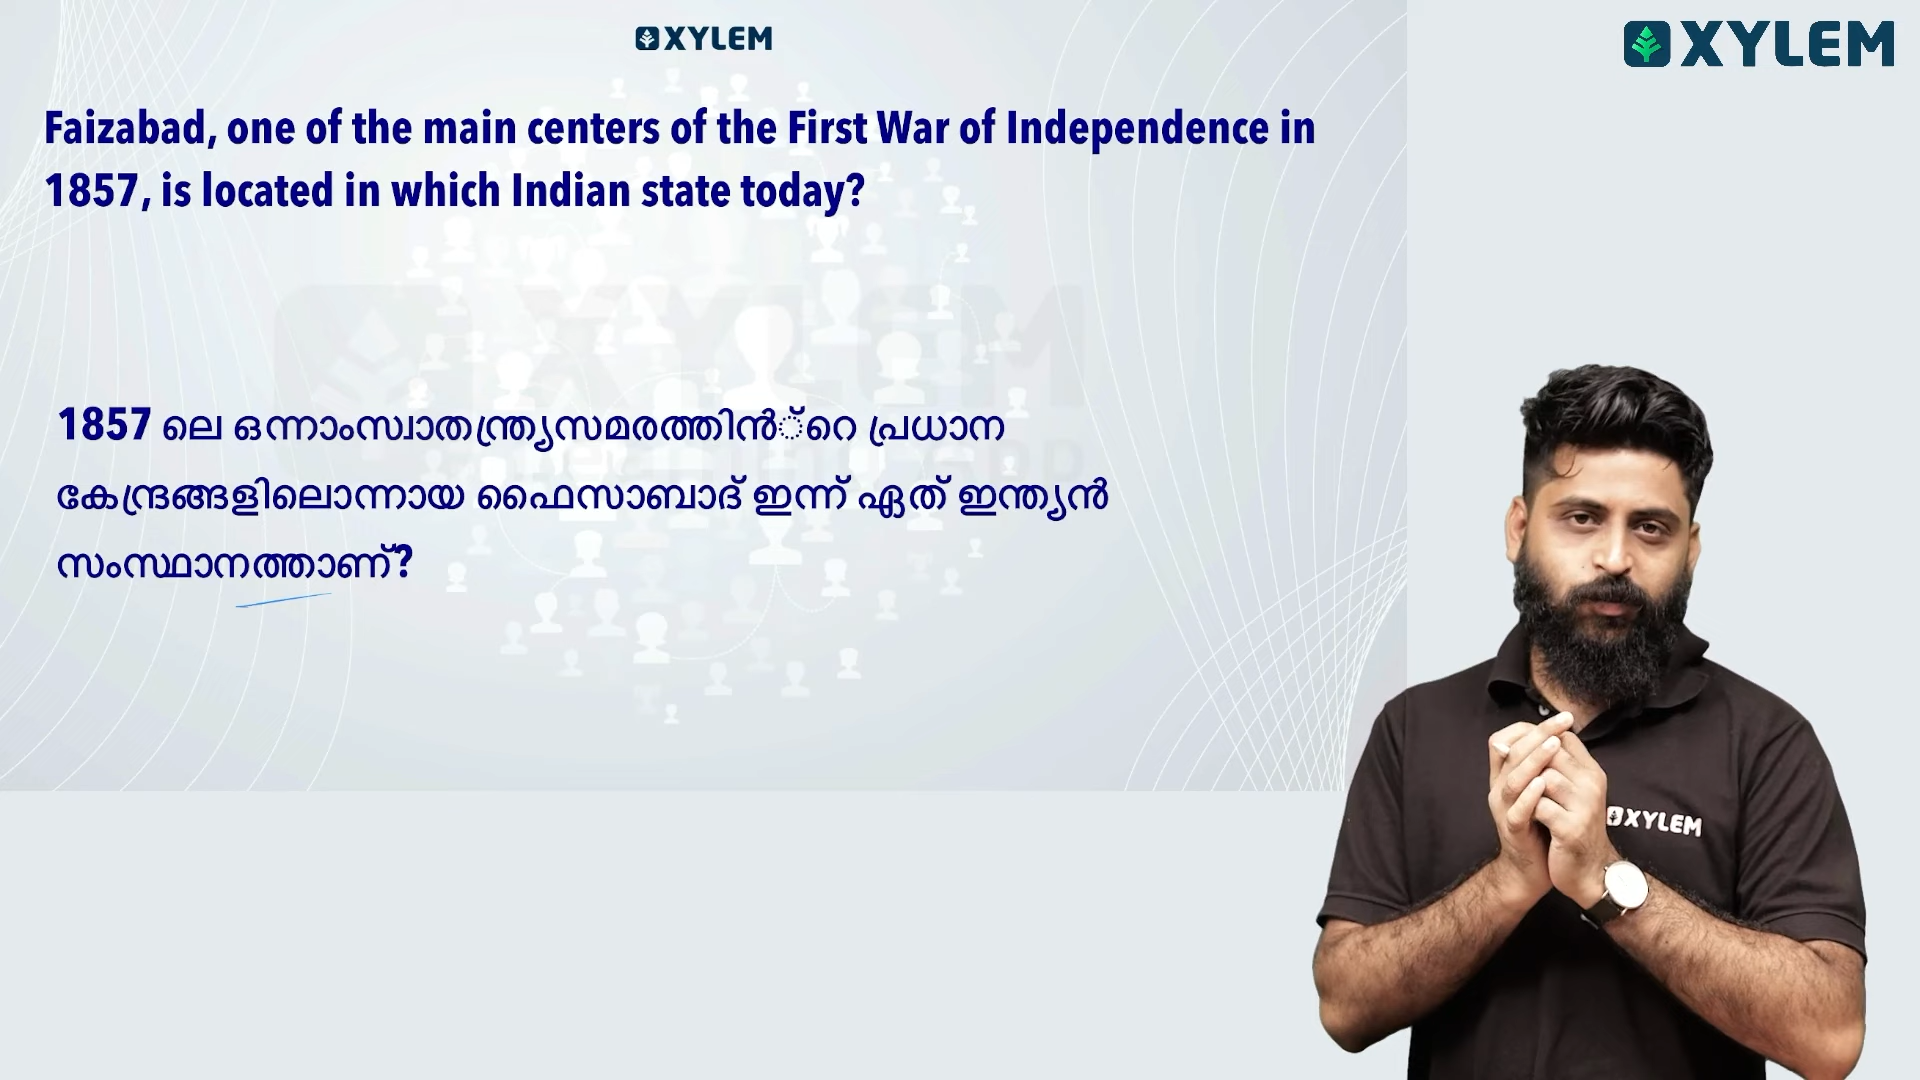 XYLEM
XYLEM
Faizabad, one of the main centers of the First War of Independence in
1857, is located in which Indian state today?
1857 ലെ ഒന്നാംസ്വാതന്ത്ര്യസമരത്തിൻ്റെ പ്രധാന
കേന്ദ്രങ്ങളിലൊന്നായ ഫൈസാബാദ് ഇന്ന് ഏത് ഇന്ത്യൻ
സംസ്ഥാനത്താണ്?
XYLEM
XYLEM